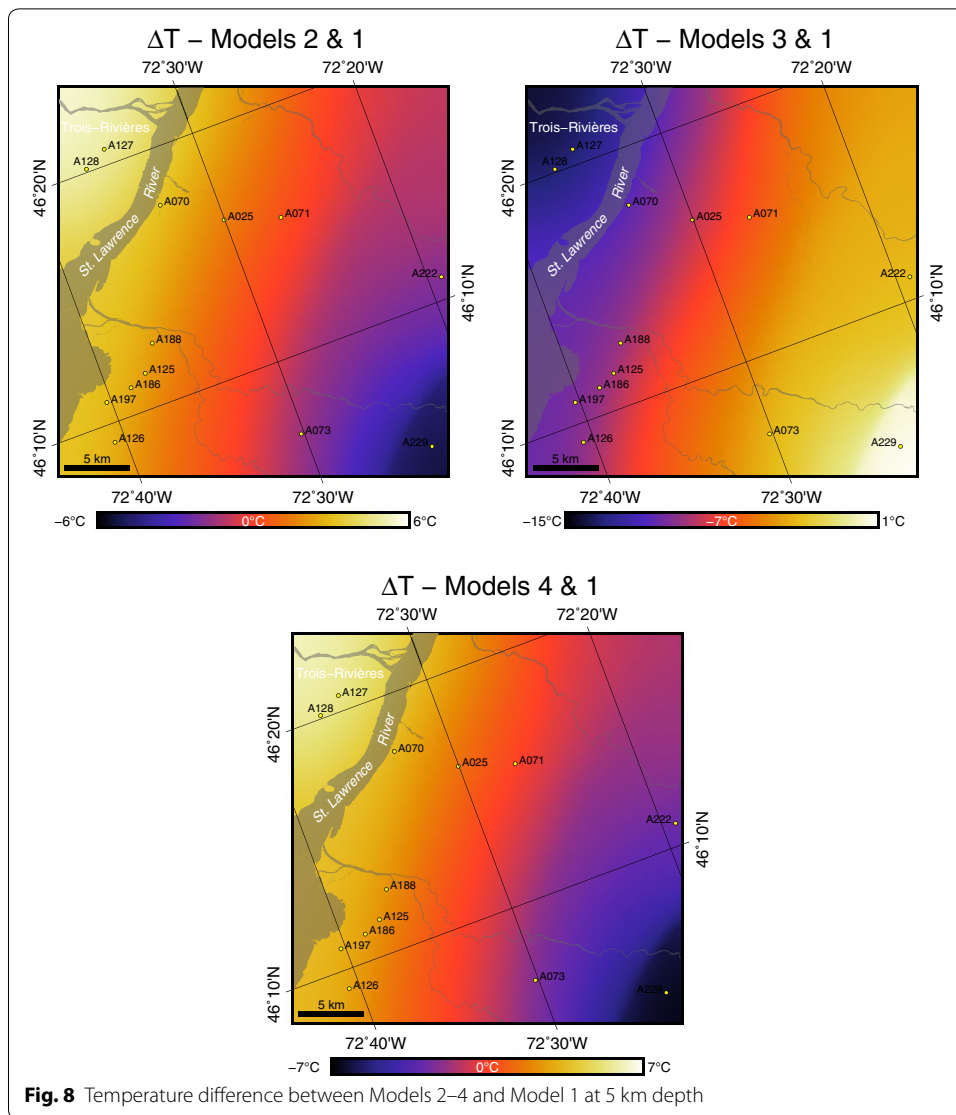 ΔT – Models 2 & 1
72˚30'W
72˚20'W
Trois–Rivières
A127
A128
River
A070
46˚20'N
A025
A071
St. Lawrence
A222
46˚10'N
A188
A125
A186
A197
A073
A126
A229
46˚10'N
5 km
72˚40'W
72˚30'W
–6°C
0°C
6°C
ΔT – Models 3 & 1
72˚30'W
72˚20'W
Trois–Rivières
A127
A128
River
A070
46˚20'N
A025
A071
St. Lawrence
A222
46˚10'N
A188
A125
A186
A197
A073
A126
A229
46˚10'N
5 km
72˚40'W
72˚30'W
–15°C
–7°C
1°C
ΔT – Models 4 & 1
72˚30'W
72˚20'W
Trois–Rivières
A127
A128
River
A070
46˚20'N
A025
A071
St. Lawrence
A222
46˚10'N
A188
A125
A186
A197
A073
A126
A229
46˚10'N
5 km
72˚40'W
72˚30'W
–7°C
0°C
7°C
Fig. 8 Temperature difference between Models 2–4 and Model 1 at 5 km depth